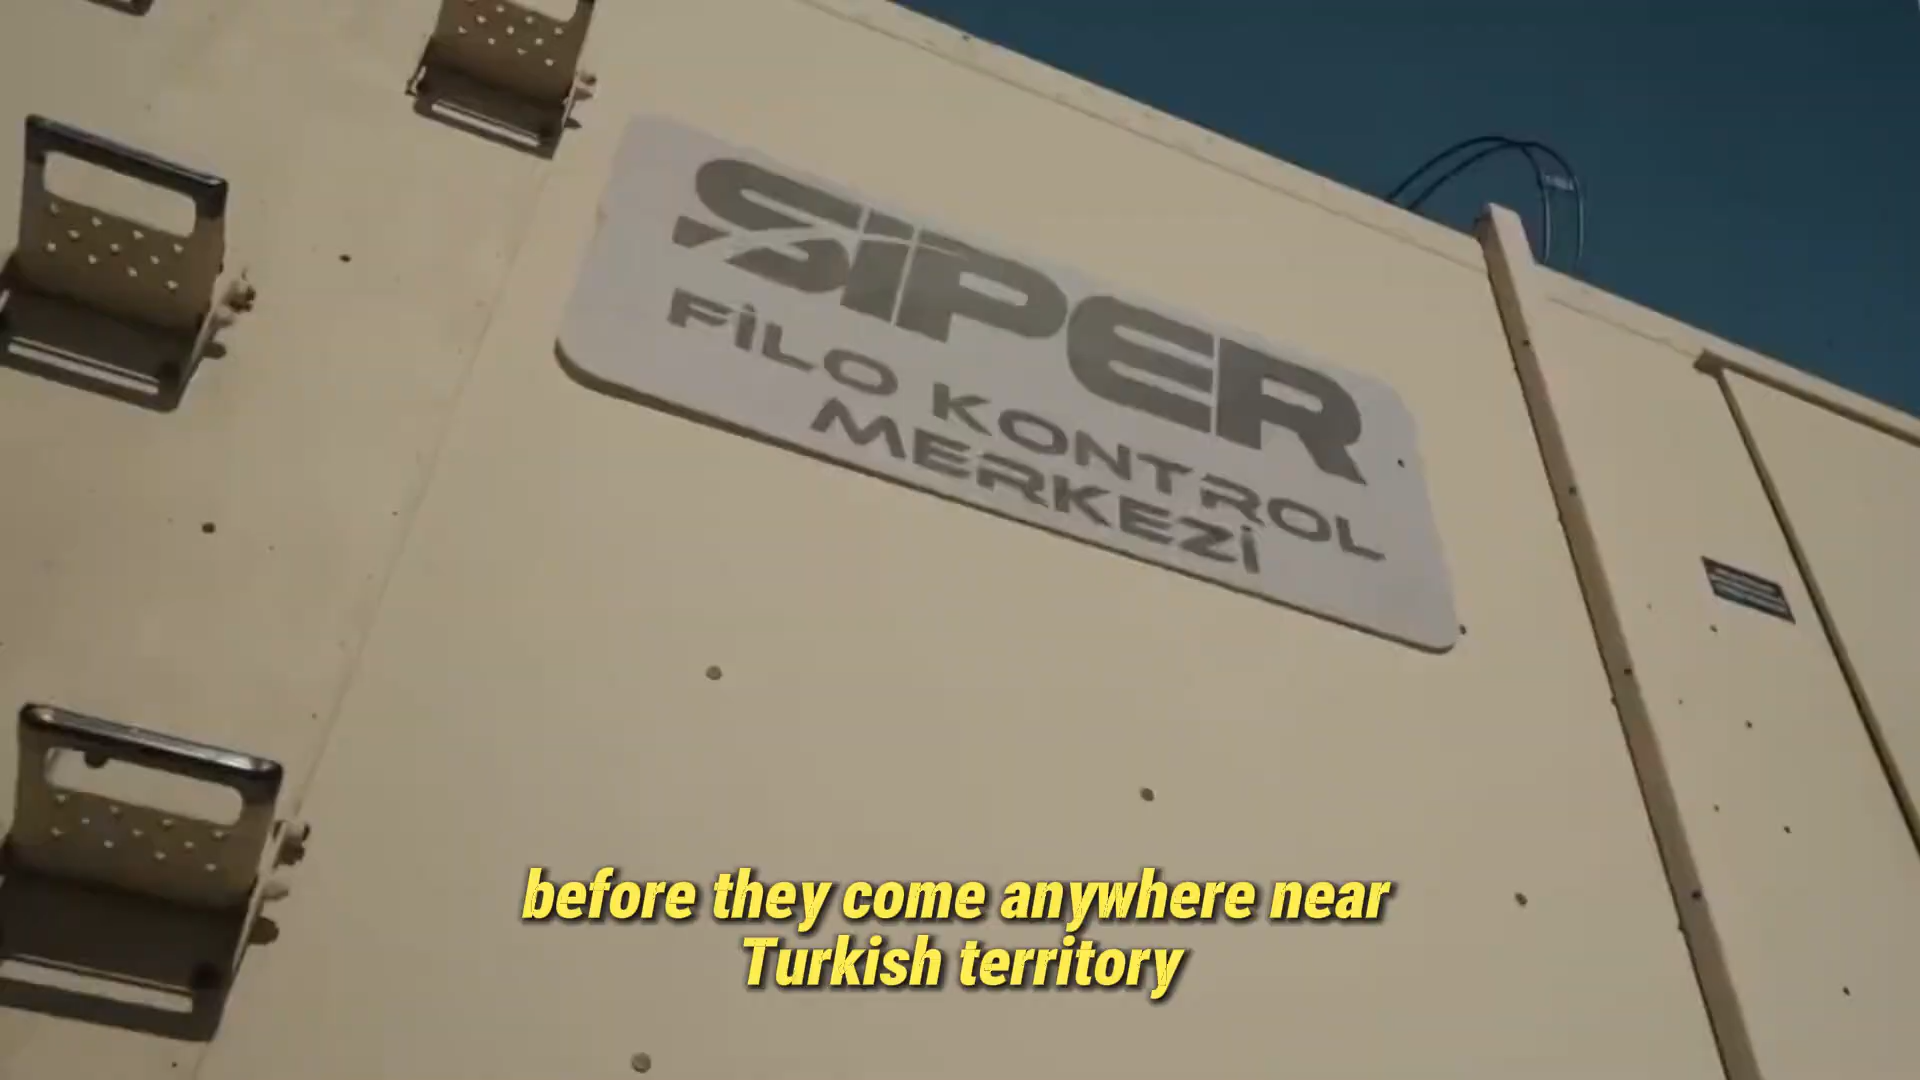 SİPER
FİLO KONTROL
MERKEZİ
before they come anywhere near
Turkish territory